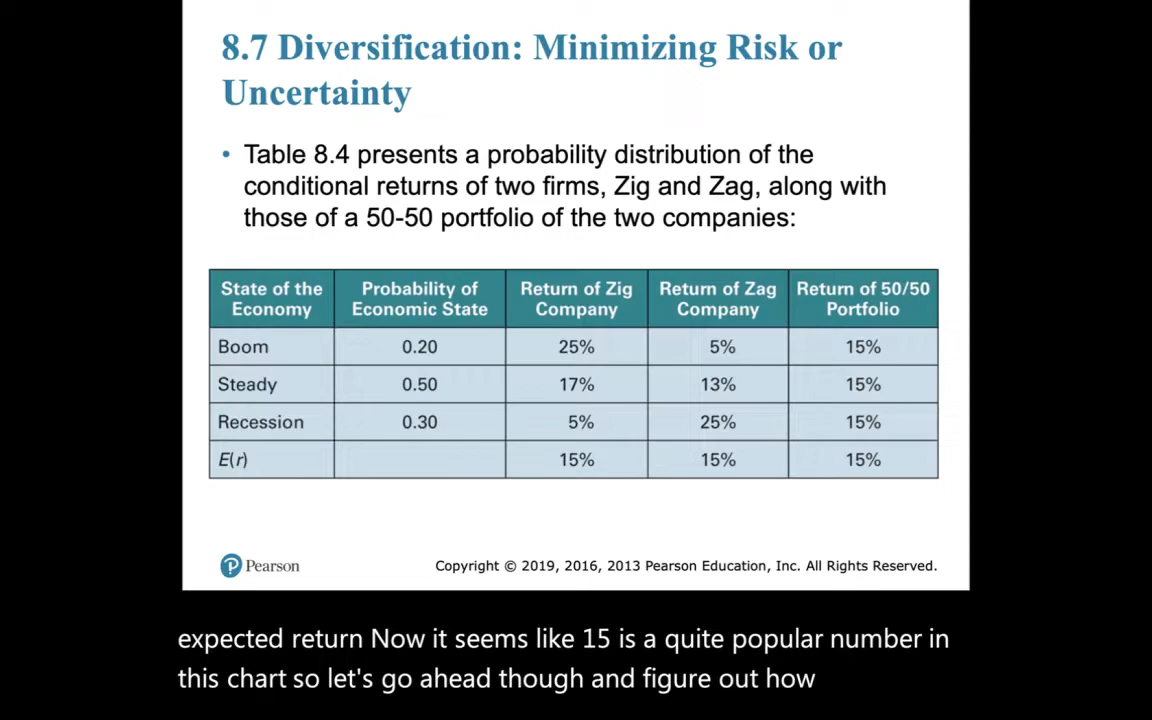 8.7 Diversification: Minimizing Risk or
Uncertainty
• Table 8.4 presents a probability distribution of the
conditional returns of two firms, Zig and Zag, along with
those of a 50-50 portfolio of the two companies:
State of the Economy Probability of Economic State Return of Zig Company Return of Zag Company Return of 50/50 Portfolio
Boom 0.20 25% 5% 15%
Steady 0.50 17% 13% 15%
Recession 0.30 5% 25% 15%
E(r) 15% 15% 15%
P Pearson
Copyright © 2019, 2016, 2013 Pearson Education, Inc. All Rights Reserved.
expected return Now it seems like 15 is a quite popular number in
this chart so let's go ahead though and figure out how